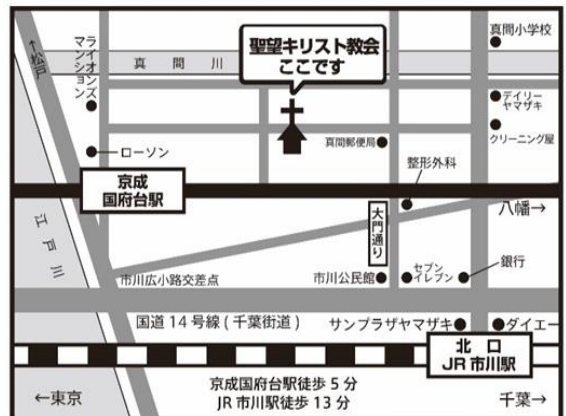 真間小学校
←松戸
ライオンズ
マンション
真間川
聖望キリスト教会
ここです
デイリー
ヤマザキ
クリーニング屋
真間郵便局
ローソン
整形外科
京成
国府台駅
八幡→
江戸川
大門通り
市川広小路交差点
市川公民館
セブン
イレブン
銀行
国道14号線(千葉街道)
サンプラザヤマザキ
ダイエー
北口
JR市川駅
京成国府台駅徒歩5分
JR市川駅徒歩13分
←東京
千葉→